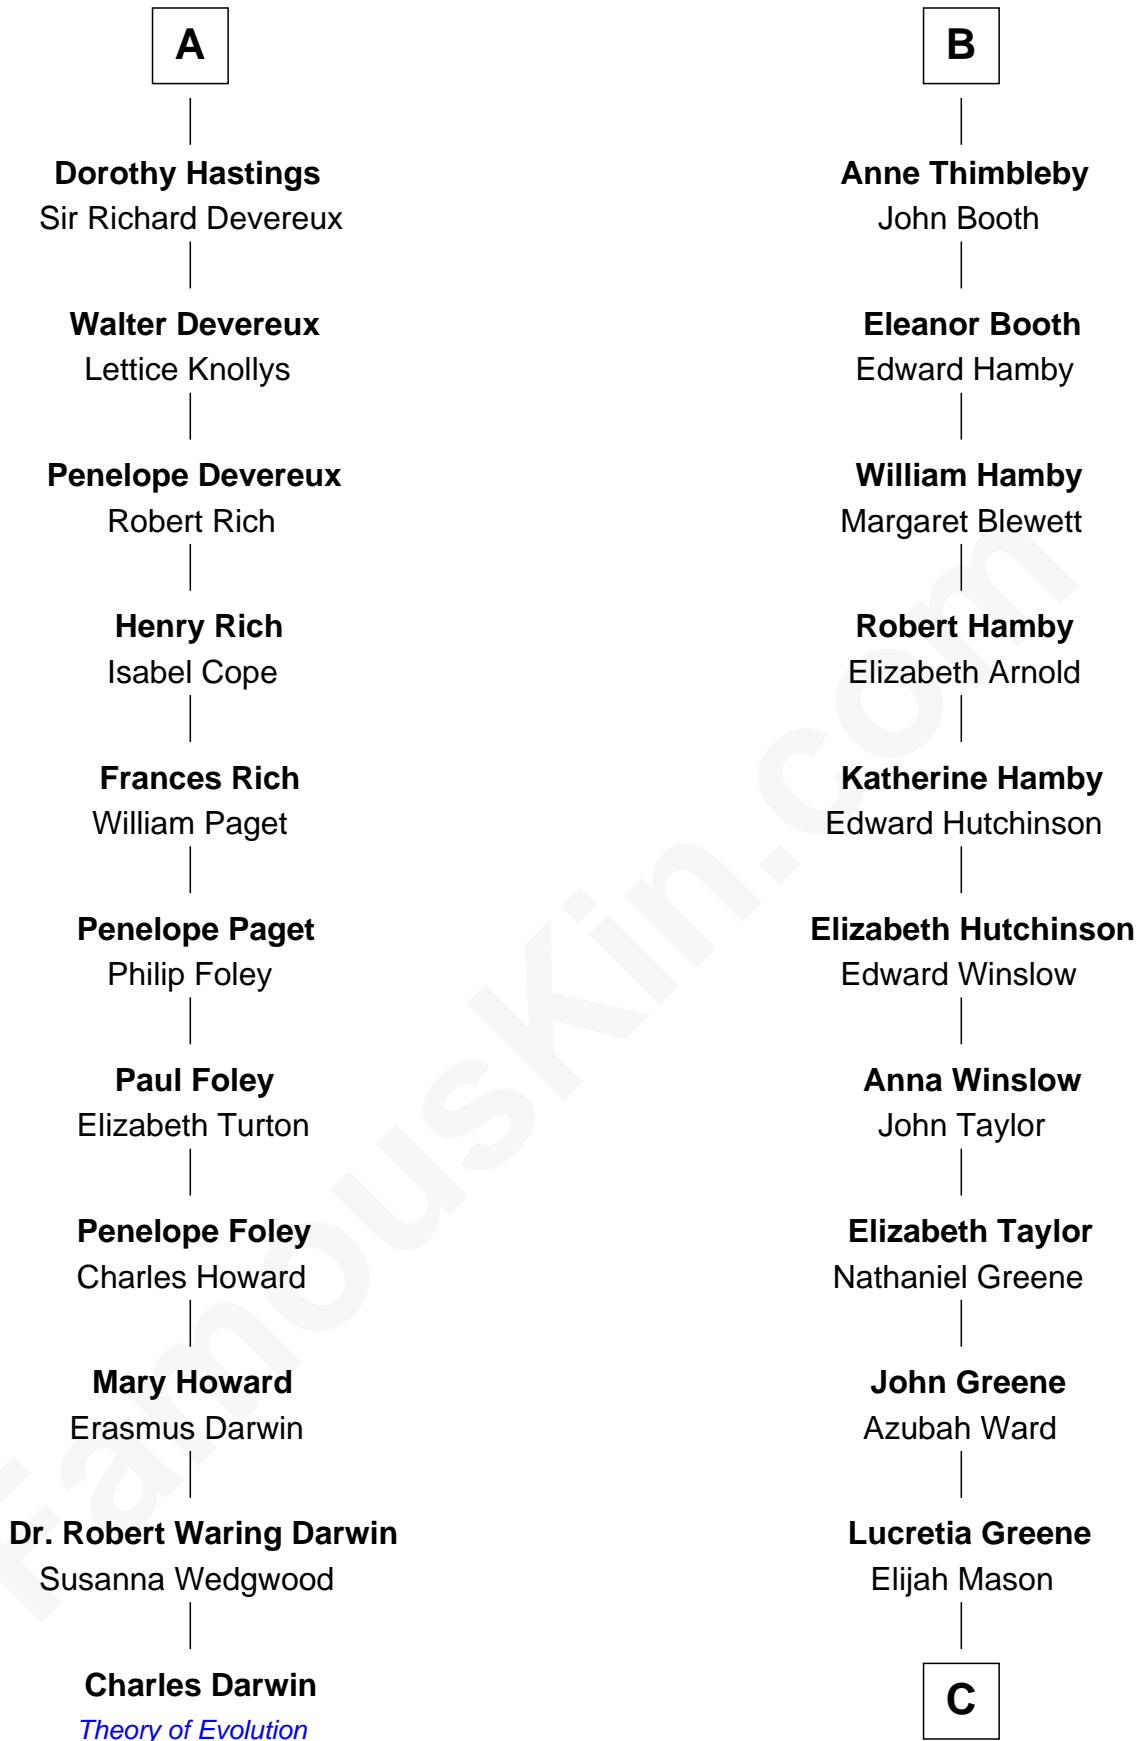 A
Dorothy Hastings
Sir Richard Devereux
Walter Devereux
Lettice Knollys
Penelope Devereux
Robert Rich
Henry Rich
Isabel Cope
Frances Rich
William Paget
Penelope Paget
Philip Foley
Paul Foley
Elizabeth Turton
Penelope Foley
Charles Howard
Mary Howard
Erasmus Darwin
Dr. Robert Waring Darwin
Susanna Wedgwood
Charles Darwin
Theory of Evolution
B
Anne Thimbleby
John Booth
Eleanor Booth
Edward Hamby
William Hamby
Margaret Blewett
Robert Hamby
Elizabeth Arnold
Katherine Hamby
Edward Hutchinson
Elizabeth Hutchinson
Edward Winslow
Anna Winslow
John Taylor
Elizabeth Taylor
Nathaniel Greene
John Greene
Azubah Ward
Lucretia Greene
Elijah Mason
C
FamousKin.com